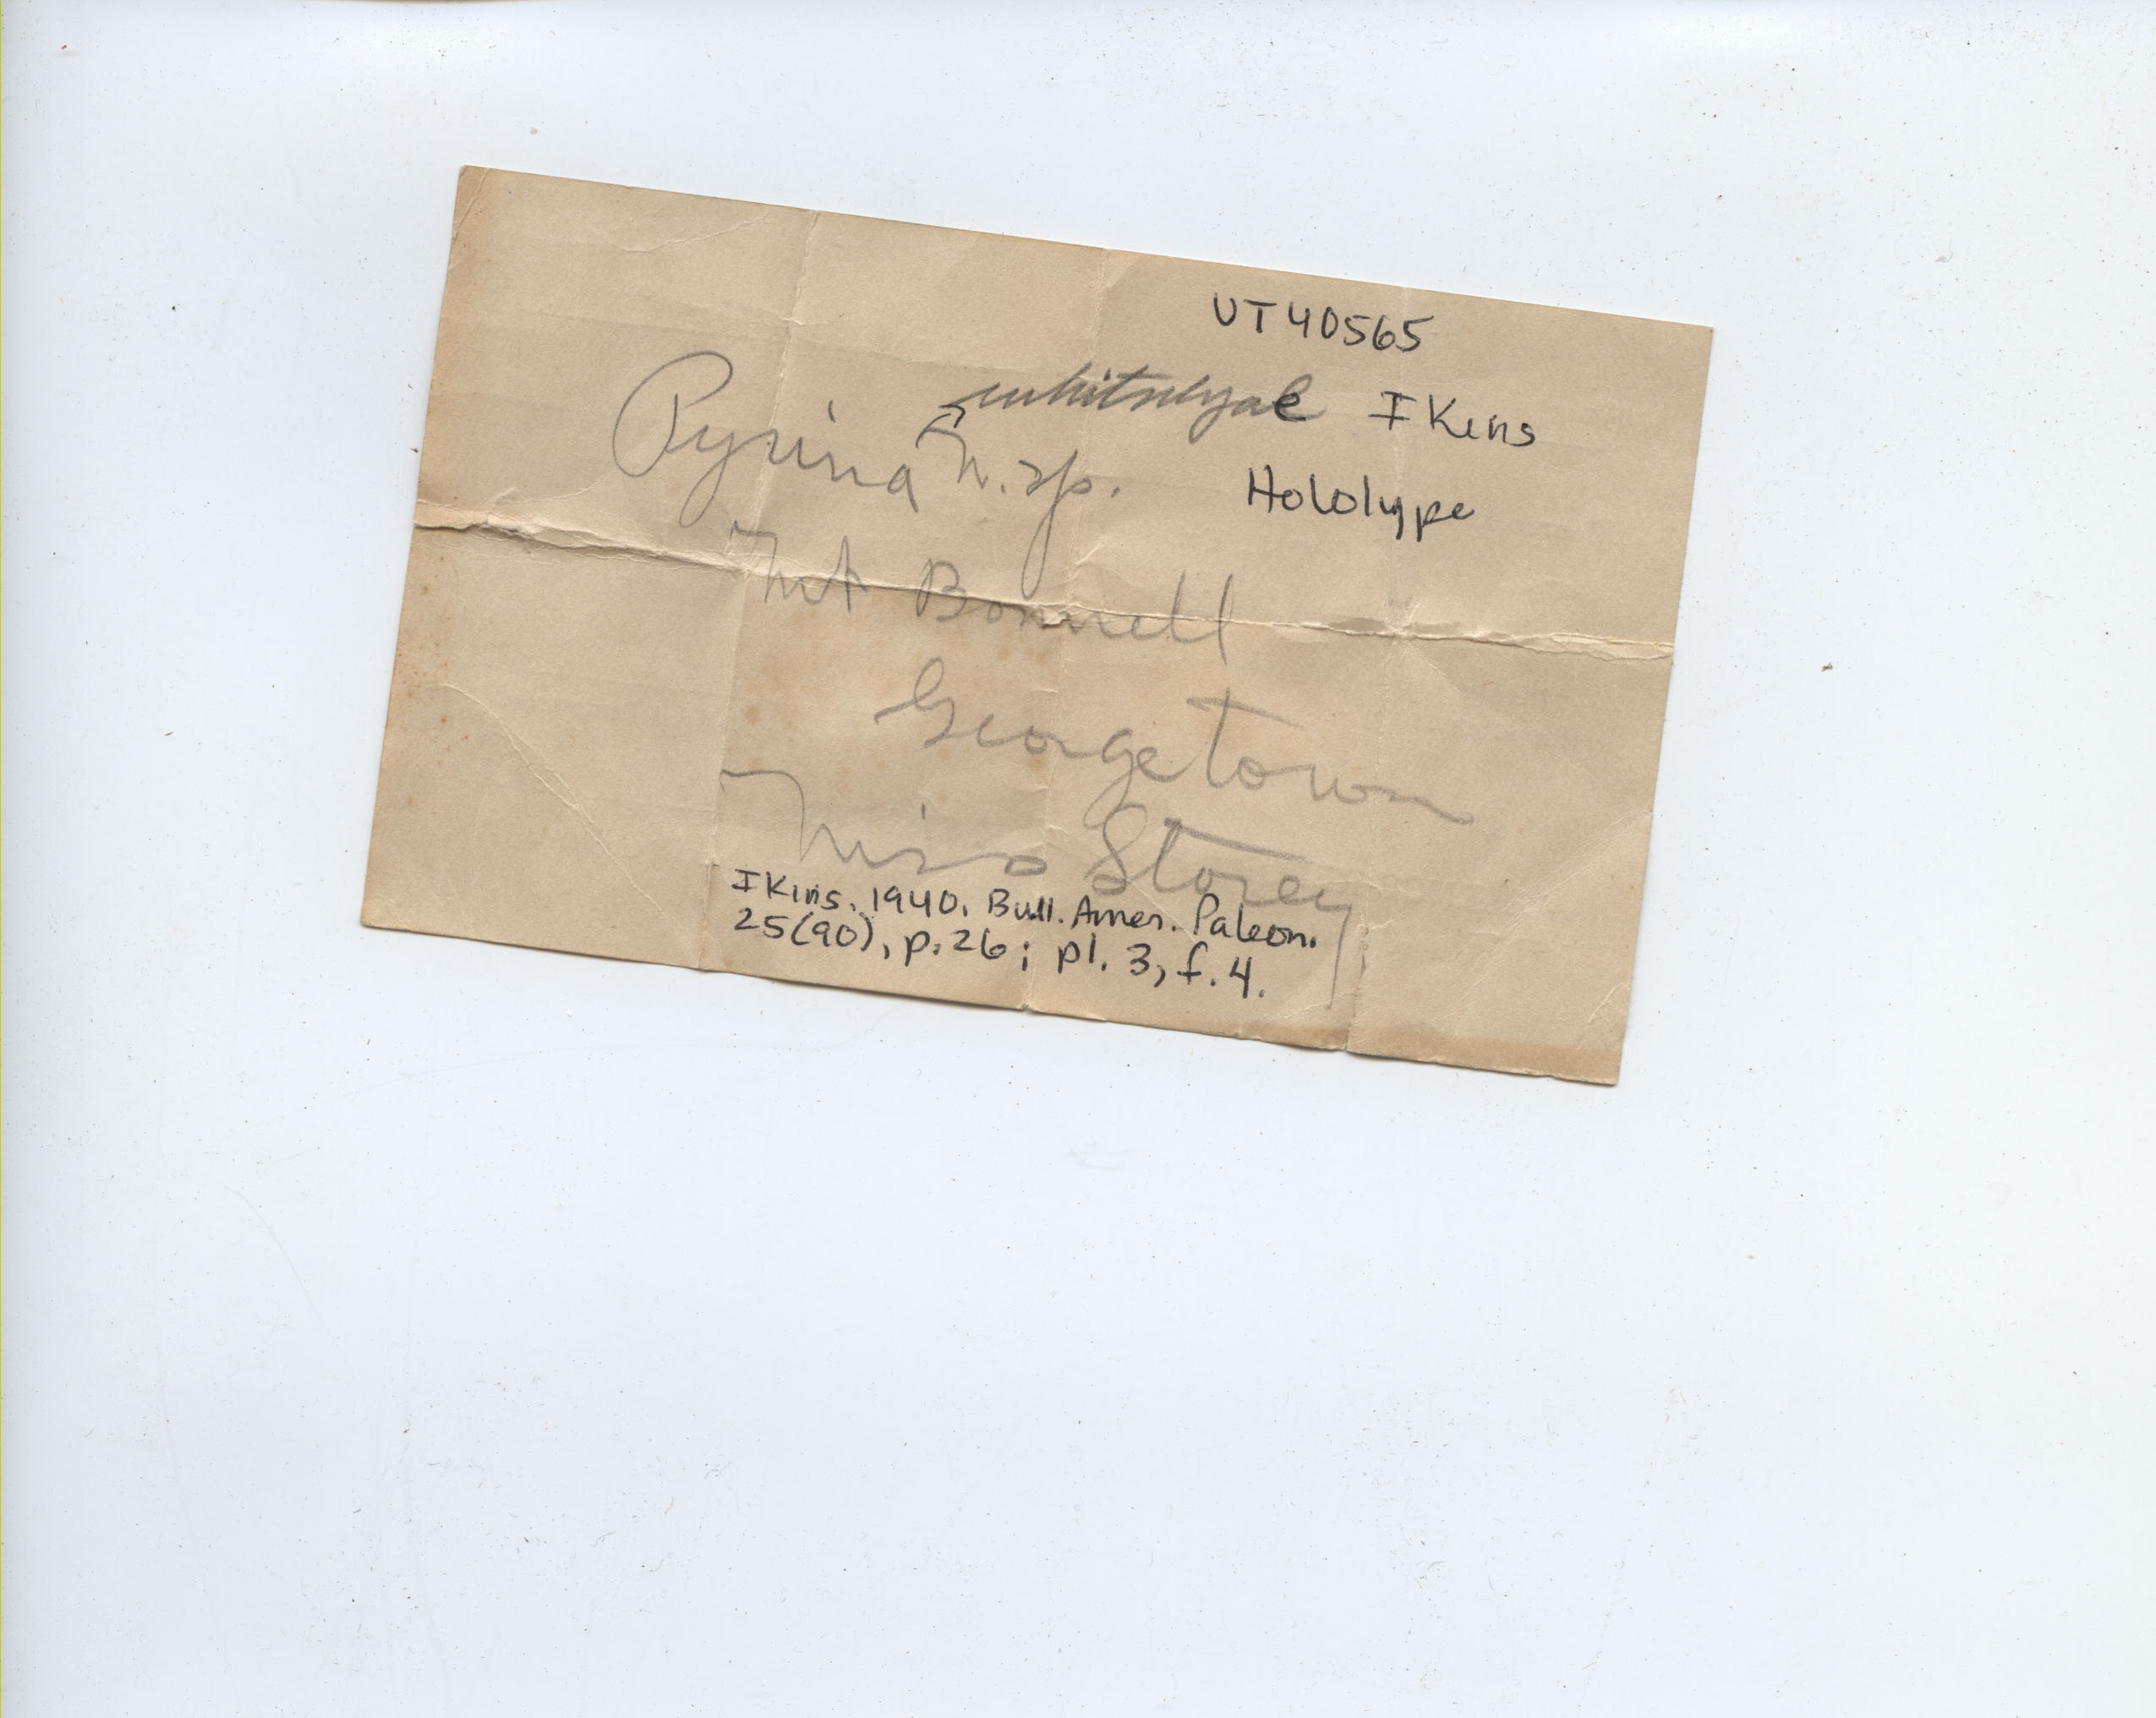 UT40565
whitneyae IKins
Pyrina n. sp. Holotype
Mt Bonnell
Georgetown
Miss Storey
IKins. 1940. Bull. Amer. Paleon.
25(90), p. 26; pl. 3, f. 4.